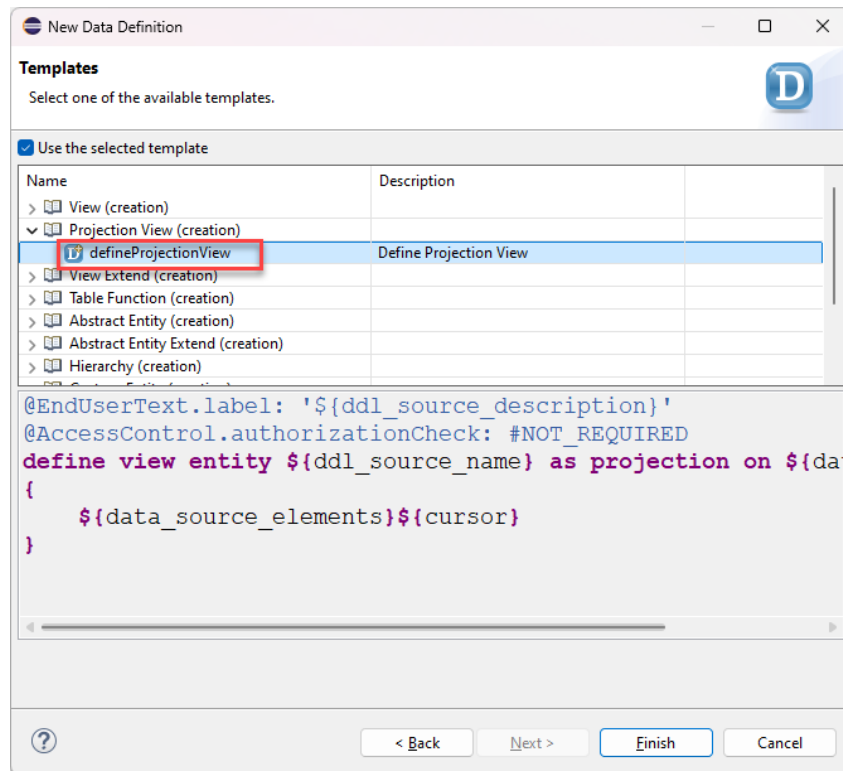 New Data Definition
Templates
Select one of the available templates.
Use the selected template
Name Description
View (creation)
Projection View (creation)
defineProjectionView Define Projection View
View Extend (creation)
Table Function (creation)
Abstract Entity (creation)
Abstract Entity Extend (creation)
Hierarchy (creation)
@EndUserText.label: '${ddl_source_description}'
@AccessControl.authorizationCheck: #NOT_REQUIRED
define view entity ${ddl_source_name} as projection on ${da
{
${data_source_elements}${cursor}
}
? < Back Next > Finish Cancel